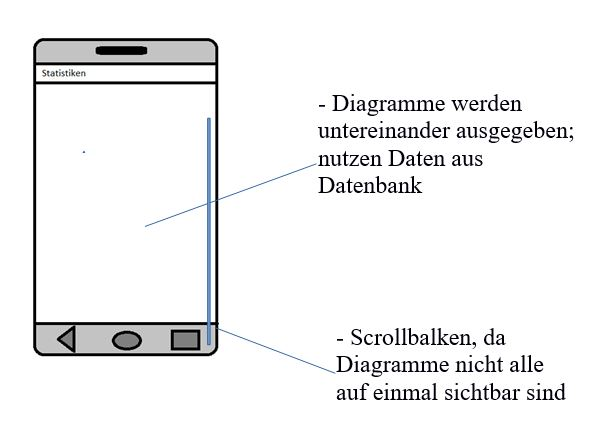 Statistiken
- Diagramme werden
untereinander ausgegeben;
nutzen Daten aus
Datenbank
- Scrollbalken, da
Diagramme nicht alle
auf einmal sichtbar sind